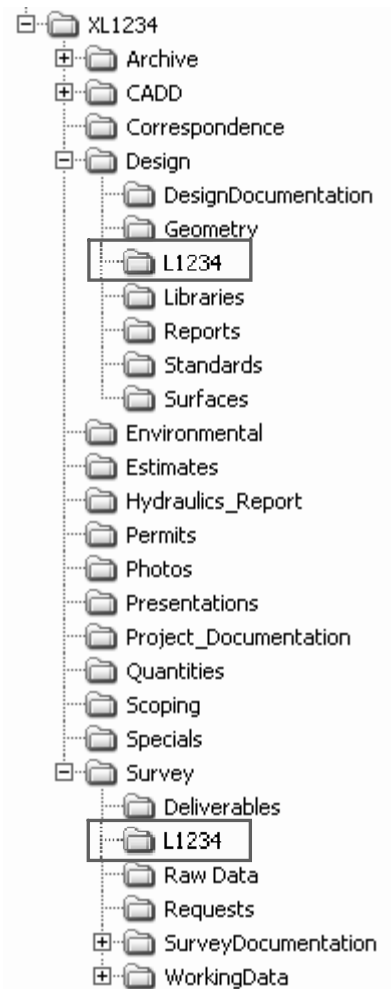 XL1234
Archive
CADD
Correspondence
Design
DesignDocumentation
Geometry
L1234
Libraries
Reports
Standards
Surfaces
Environmental
Estimates
Hydraulics_Report
Permits
Photos
Presentations
Project_Documentation
Quantities
Scoping
Specials
Survey
Deliverables
L1234
Raw Data
Requests
SurveyDocumentation
WorkingData